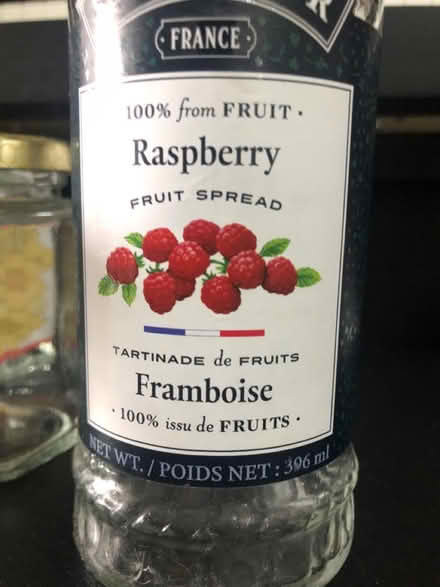 FRANCE
100% from FRUIT
Raspberry
FRUIT SPREAD
TARTINADE de FRUITS
Framboise
100% issu de FRUITS
NET WT. / POIDS NET : 396 ml